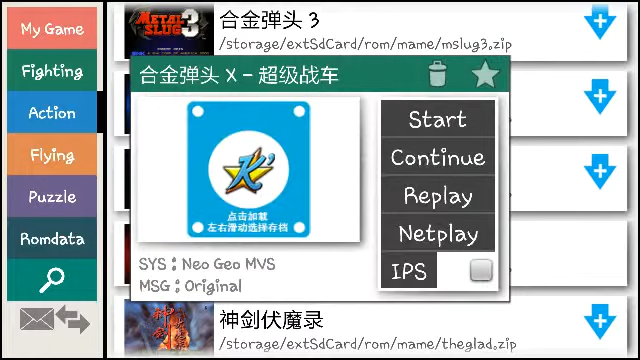 My Game
Fighting
Action
Flying
Puzzle
Romdata
METAL SLUG 3
合金弹头 3
/storage/extSdCard/rom/mame/mslug3.zip
合金弹头 X - 超级战车
K'
点击加载
左右滑动选择存档
SYS : Neo Geo MVS
MSG : Original
Start
Continue
Replay
Netplay
IPS
神剑伏魔录
/storage/extSdCard/rom/mame/theglad.zip